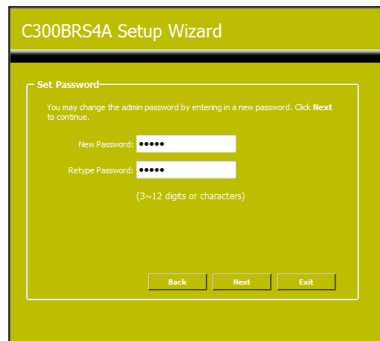 C300BRS4A Setup Wizard
Set Password
You may change the admin password by entering in a new password. Click Next
to continue.
New Password: •••••
Retype Password: •••••
(3~12 digits or characters)
Back Next Exit